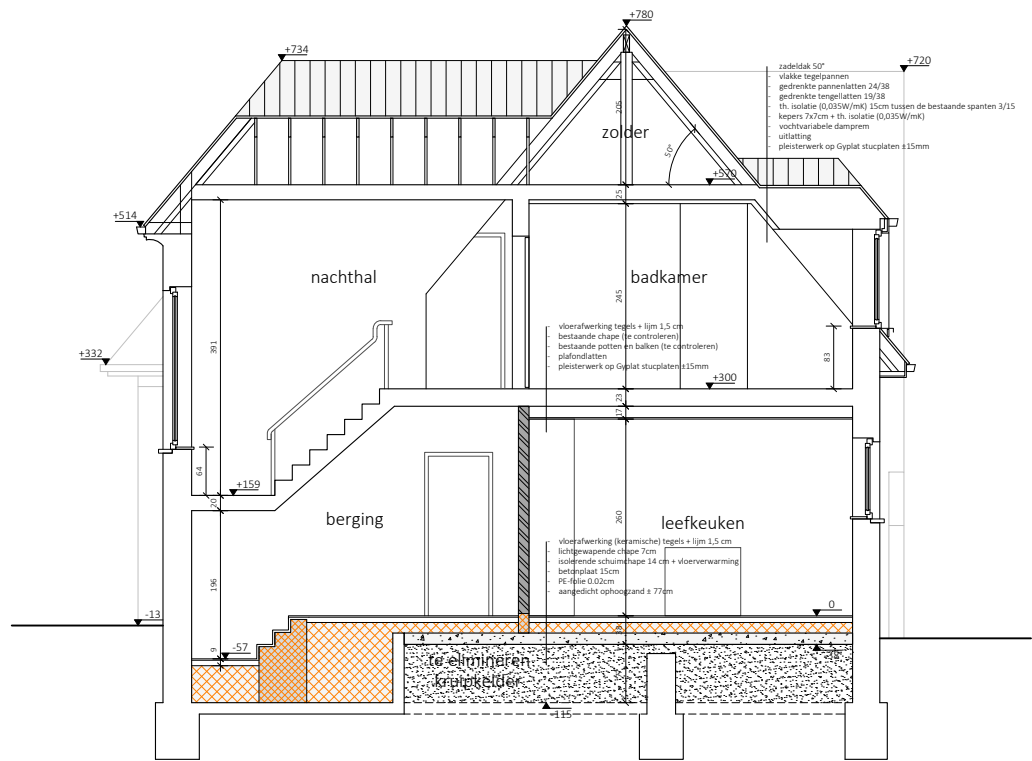 +780
+734
+720
zadeldak 50°
- vlakke tegelpannen
- gedrenkte pannenlatten 24/38
- gedrenkte tengellatten 19/38
- th. isolatie (0,035W/mK) 15cm tussen de bestaande spanten 3/15
- kepers 7x7cm + th. isolatie (0,035W/mK)
- vochtvariabele damprem
- uitlatting
- pleisterwerk op Gyplat stucplaten ±15mm
205
zolder
50°
+570
25
+514
nachthal
badkamer
245
391
- vloerafwerking tegels + lijm 1,5 cm
- bestaande chape (te controleren)
- bestaande potten en balken (te controleren)
- plafondlatten
- pleisterwerk op Gyplat stucplaten ±15mm
+332
83
+300
23
17
64
+159
20
berging
260
leefkeuken
- vloerafwerking (keramische) tegels + lijm 1,5 cm
- lichtgewapende chape 7cm
- isolerende schuimchape 14 cm + vloerverwarming
- betonplaat 15cm
- PE-folie 0.02cm
- aangedicht ophoogzand ± 77cm
196
-13
0
-57
9
te elimineren
kruipkelder
-115